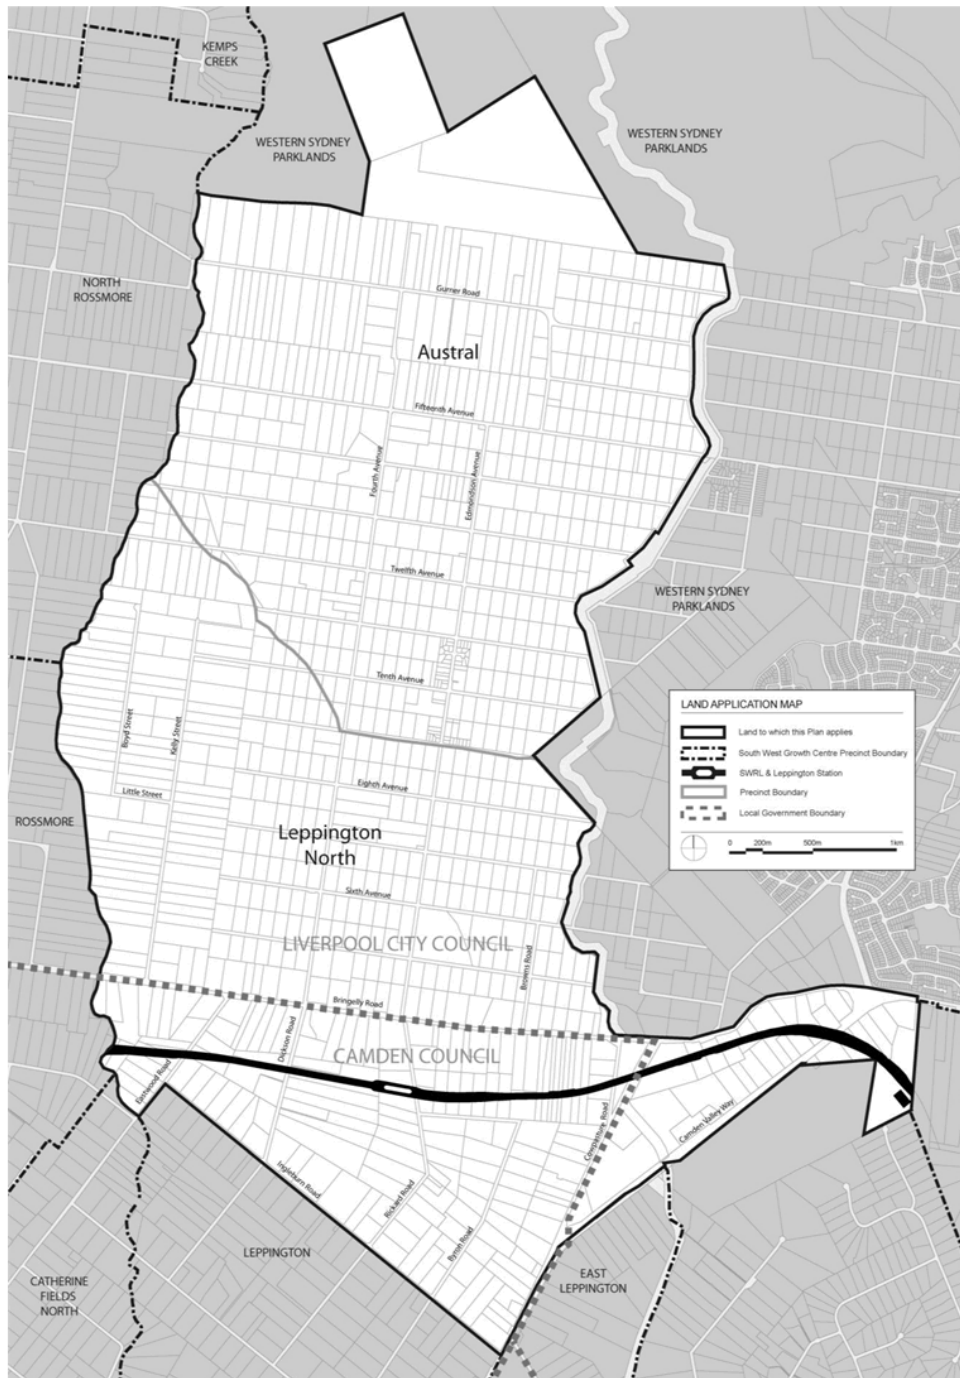 KEMPS
CREEK
WESTERN SYDNEY
PARKLANDS
WESTERN SYDNEY
PARKLANDS
NORTH
ROSSMORE
Gurner Road
Austral
Fifteenth Avenue
Fourth Avenue
Edmondson Avenue
Twelfth Avenue
WESTERN SYDNEY
PARKLANDS
Tenth Avenue
Boyd Street
Kelly Street
LAND APPLICATION MAP
Land to which this Plan applies
South West Growth Centre Precinct Boundary
SWRL & Leppington Station
Precinct Boundary
Local Government Boundary
0 200m 500m 1km
Eighth Avenue
Little Street
ROSSMORE
Leppington
North
Sixth Avenue
LIVERPOOL CITY COUNCIL
Browns Road
Bringelly Road
Dickson Road
CAMDEN COUNCIL
Eastwood Road
Cowpasture Road
Camden Valley Way
Ingleburn Road
Rickard Road
Byron Road
LEPPINGTON
EAST
LEPPINGTON
CATHERINE
FIELDS
NORTH